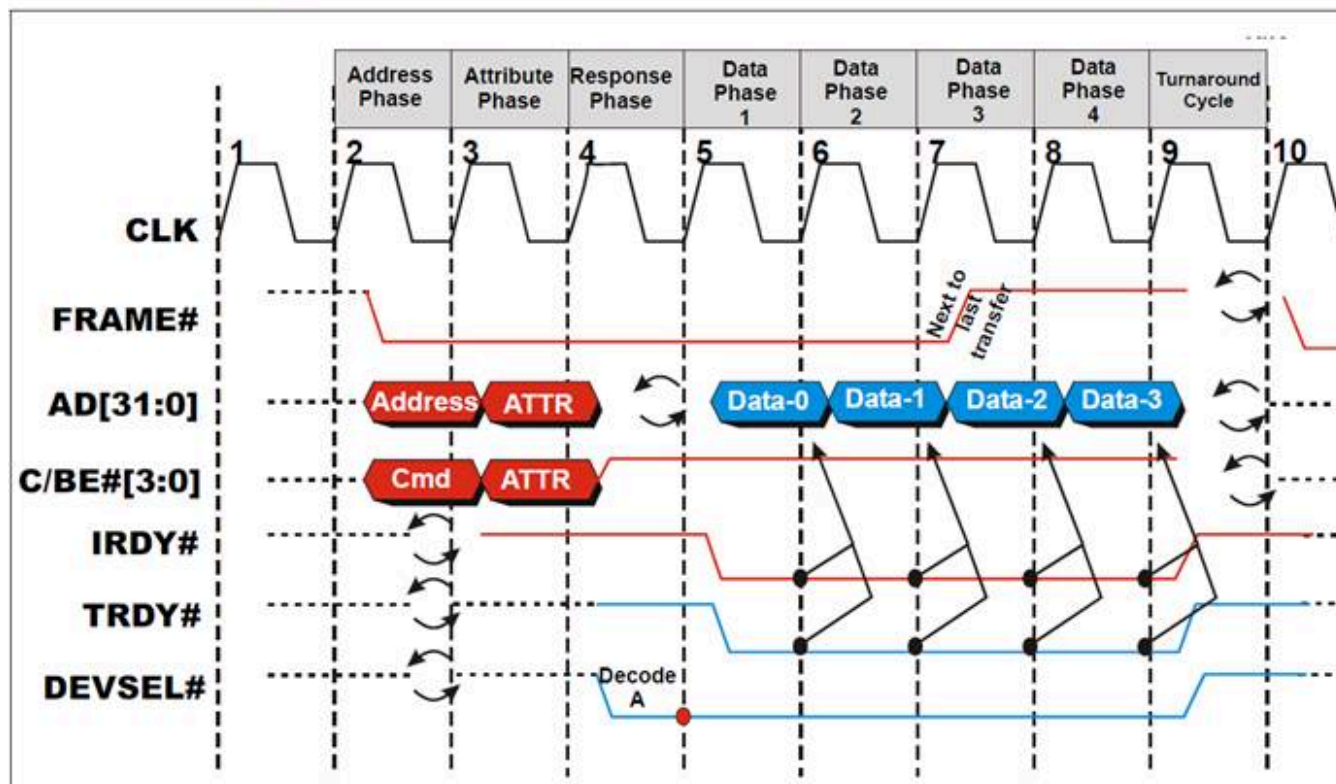 Address
Phase
Attribute
Phase
Response
Phase
Data
Phase
1
Data
Phase
2
Data
Phase
3
Data
Phase
4
Turnaround
Cycle
1 2 3 4 5 6 7 8 9 10
CLK
FRAME#
Next to
last
transfer
AD[31:0]
Address ATTR Data-0 Data-1 Data-2 Data-3
C/BE#[3:0]
Cmd ATTR
IRDY#
TRDY#
DEVSEL#
Decode
A